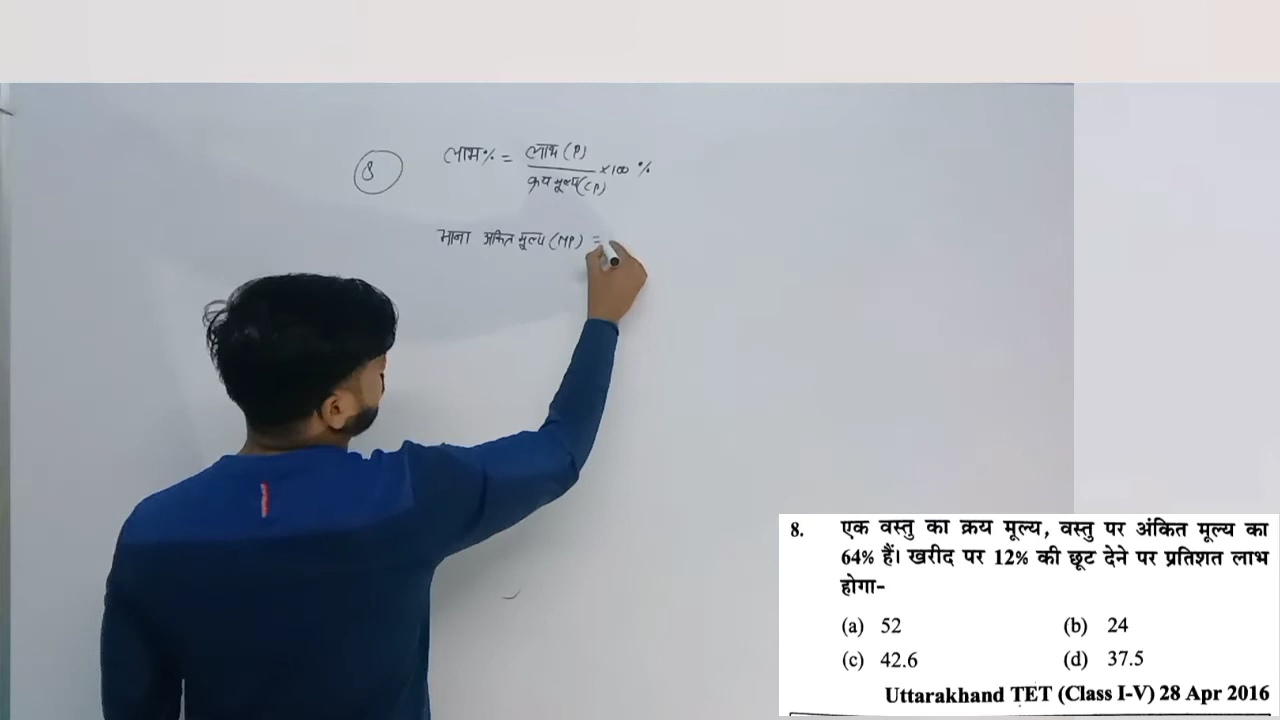 8
लाभ% = लाभ (P) / क्रय मूल्य (CP) × 100 %
माना अंकित मूल्य (MP) =
8. एक वस्तु का क्रय मूल्य, वस्तु पर अंकित मूल्य का
64% हैं। खरीद पर 12% की छूट देने पर प्रतिशत लाभ
होगा-
(a) 52 (b) 24
(c) 42.6 (d) 37.5
Uttarakhand TET (Class I-V) 28 Apr 2016